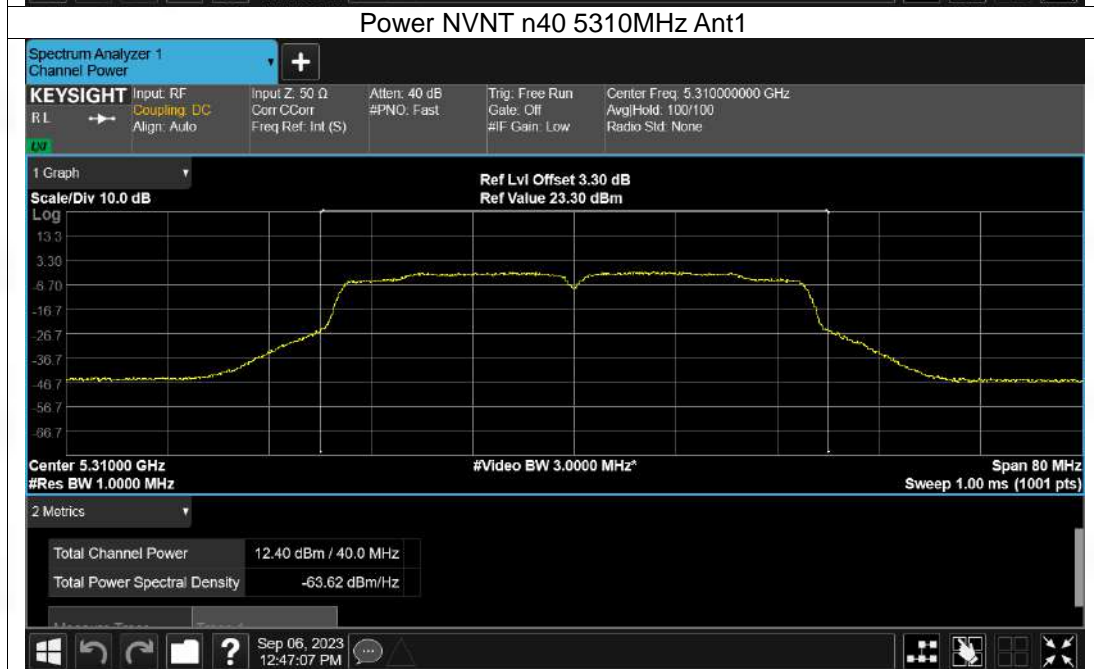 Power NVNT n40 5310MHz Ant1
Spectrum Analyzer 1
Channel Power
+
KEYSIGHT
RL
LXI
Input: RF
Coupling: DC
Align: Auto
Input Z: 50 Ω
Corr CCorr
Freq Ref: Int (S)
Atten: 40 dB
#PNO: Fast
Trig: Free Run
Gate: Off
#IF Gain: Low
Center Freq: 5.310000000 GHz
Avg|Hold: 100/100
Radio Std: None
1 Graph
Scale/Div 10.0 dB
Ref Lvl Offset 3.30 dB
Ref Value 23.30 dBm
Log
13.3
3.30
-6.70
-16.7
-26.7
-36.7
-46.7
-56.7
-66.7
Center 5.31000 GHz
#Video BW 3.0000 MHz*
Span 80 MHz
#Res BW 1.0000 MHz
Sweep 1.00 ms (1001 pts)
2 Metrics
Total Channel Power 12.40 dBm / 40.0 MHz
Total Power Spectral Density -63.62 dBm/Hz
?
Sep 06, 2023
12:47:07 PM